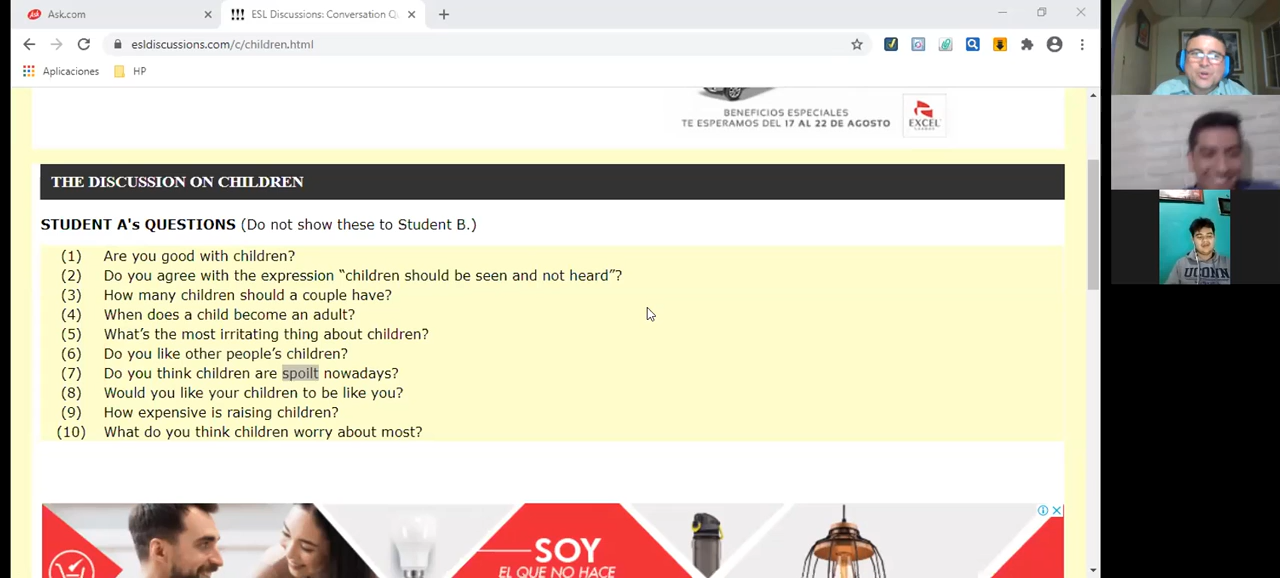 Ask.com
ESL Discussions: Conversation Q
esldiscussions.com/c/children.html
Aplicaciones
HP
BENEFICIOS ESPECIALES
TE ESPERAMOS DEL 17 AL 22 DE AGOSTO
EXCEL
THE DISCUSSION ON CHILDREN
STUDENT A's QUESTIONS (Do not show these to Student B.)
(1) Are you good with children?
(2) Do you agree with the expression “children should be seen and not heard”?
(3) How many children should a couple have?
(4) When does a child become an adult?
(5) What’s the most irritating thing about children?
(6) Do you like other people’s children?
(7) Do you think children are spoilt nowadays?
(8) Would you like your children to be like you?
(9) How expensive is raising children?
(10) What do you think children worry about most?
SOY
EL QUE NO HACE
UCONN